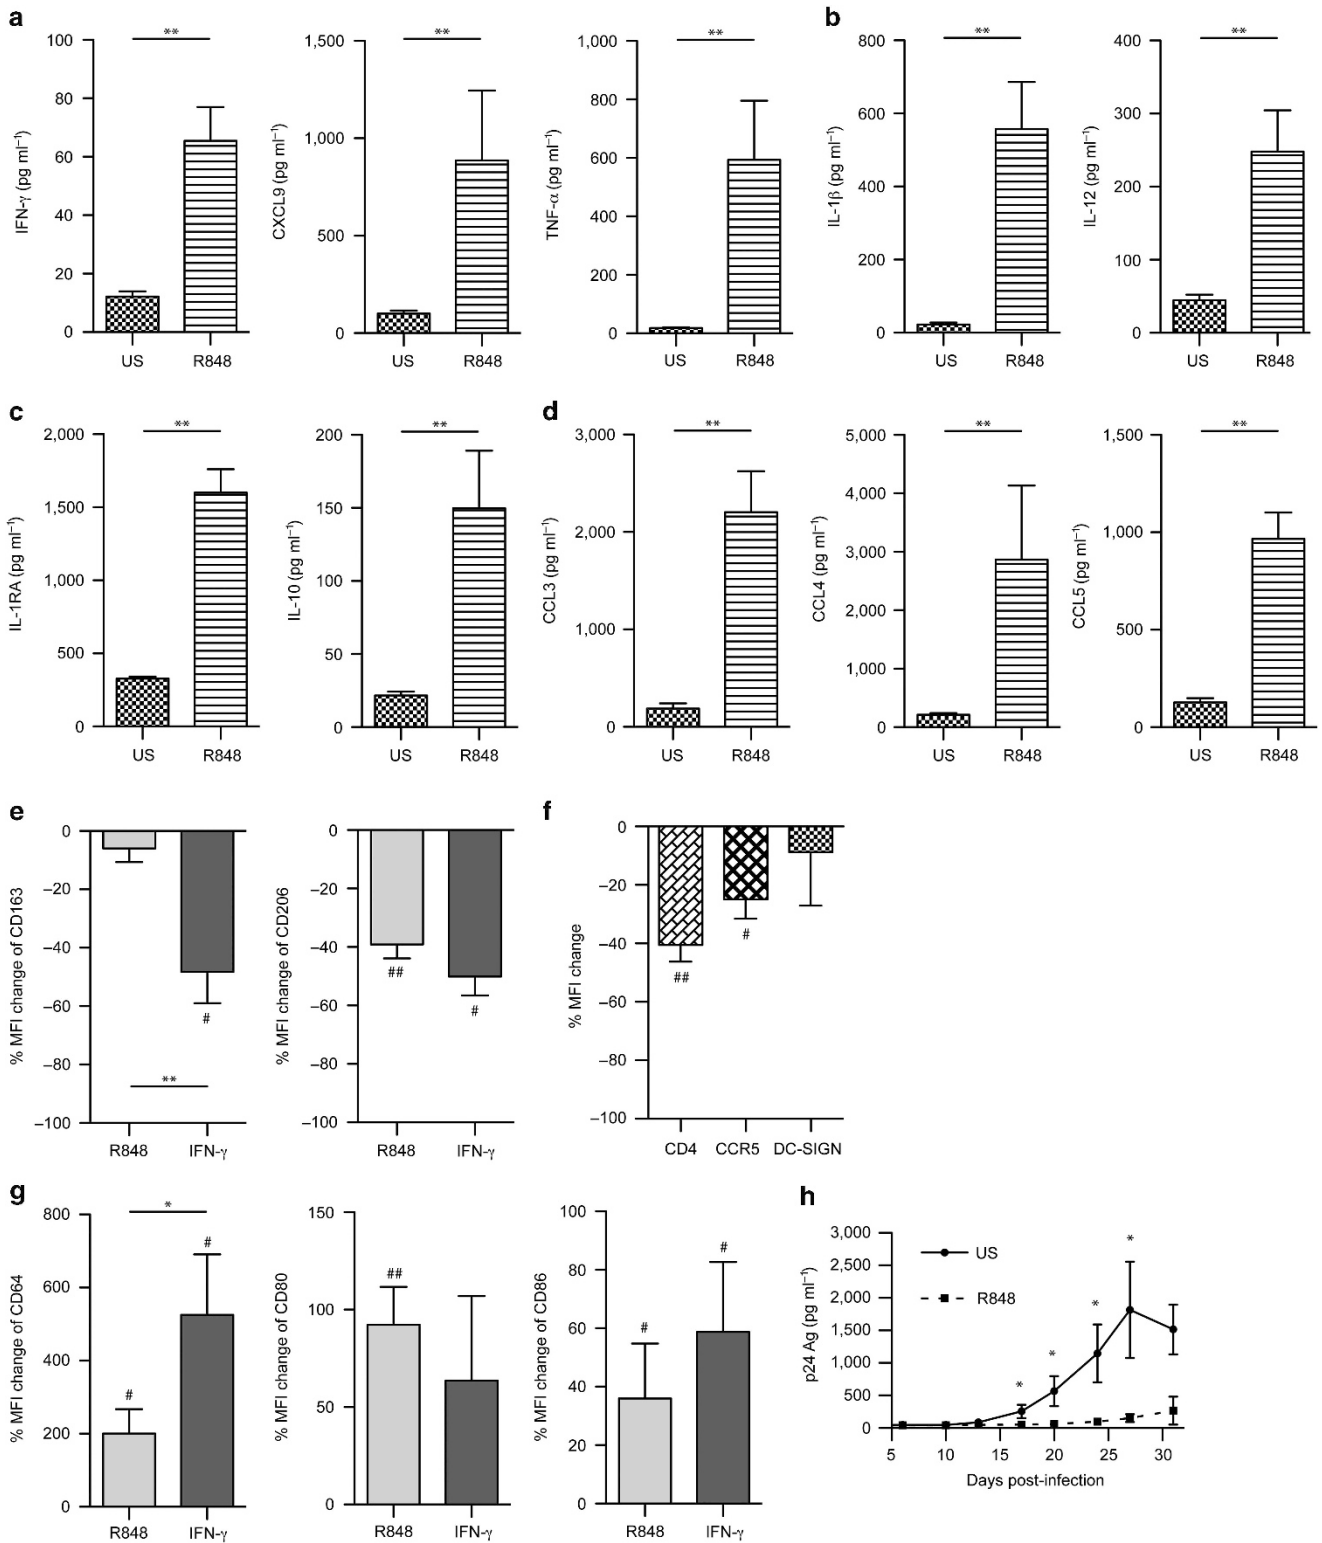 a
IFN-γ (pg ml⁻¹)
100
80
60
40
20
0
**
US R848
CXCL9 (pg ml⁻¹)
1,500
1,000
500
0
**
US R848
TNF-α (pg ml⁻¹)
1,000
800
600
400
200
0
**
US R848
b
IL-1β (pg ml⁻¹)
800
600
400
200
0
**
US R848
IL-12 (pg ml⁻¹)
400
300
200
100
0
**
US R848
c
IL-1RA (pg ml⁻¹)
2,000
1,500
1,000
500
0
**
US R848
IL-10 (pg ml⁻¹)
200
150
100
50
0
**
US R848
d
CCL3 (pg ml⁻¹)
3,000
2,000
1,000
0
**
US R848
CCL4 (pg ml⁻¹)
5,000
4,000
3,000
2,000
1,000
0
**
US R848
CCL5 (pg ml⁻¹)
1,500
1,000
500
0
**
US R848
e
% MFI change of CD163
0
–20
–40
–60
–80
–100
#
**
R848 IFN-γ
% MFI change of CD206
0
–20
–40
–60
–80
–100
##
#
R848 IFN-γ
f
% MFI change
0
–20
–40
–60
–80
–100
##
#
CD4 CCR5 DC-SIGN
g
% MFI change of CD64
800
600
400
200
0
*
#
#
R848 IFN-γ
% MFI change of CD80
150
100
50
0
##
R848 IFN-γ
% MFI change of CD86
100
80
60
40
20
0
#
#
R848 IFN-γ
h
p24 Ag (pg ml⁻¹)
3,000
2,500
2,000
1,500
1,000
500
0
US
R848
*
*
*
*
5 10 15 20 25 30
Days post-infection